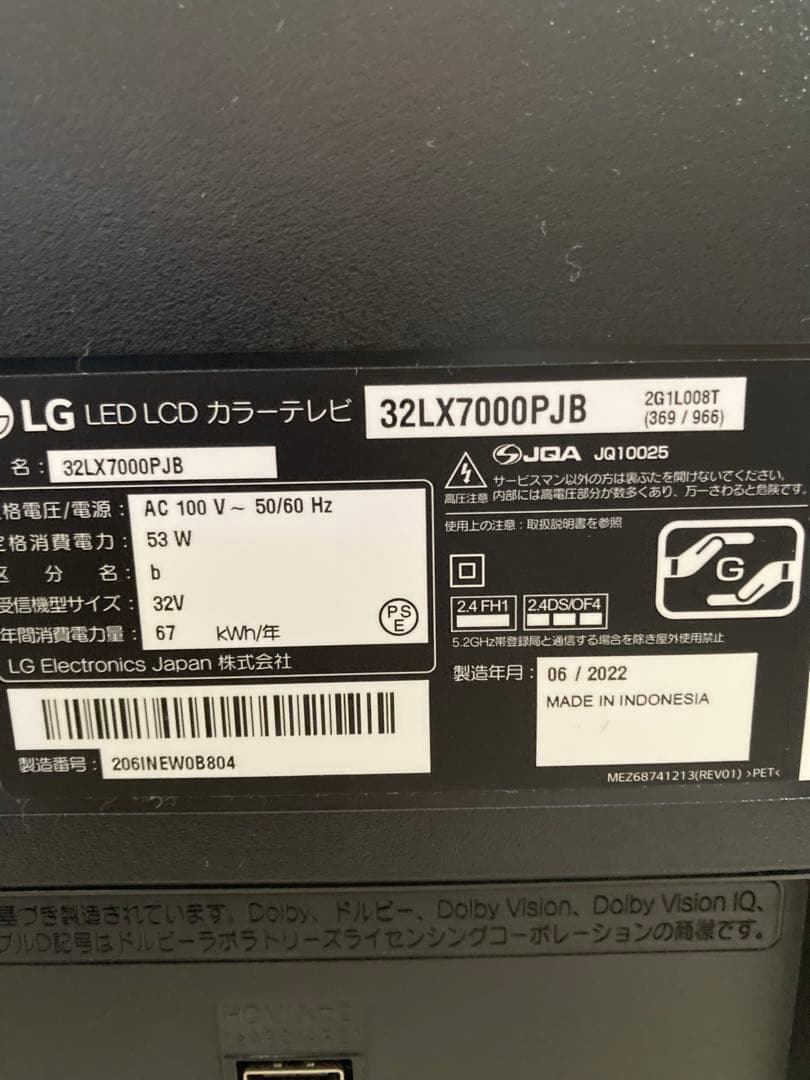 LG LED LCD カラーテレビ 32LX7000PJB 2G1L008T
(369 / 966)
名: 32LX7000PJB
JQA JQ10025
サービスマン以外の方は裏ぶたを開けないでください。
高圧注意 内部には高電圧部分が数多くあり、万一さわると危険です。
格電圧/電源: AC 100 V~ 50/60 Hz
格消費電力: 53 W
区 分 名: b
受信機型サイズ: 32V
年間消費電力量: 67 kWh/年
PS
E
LG Electronics Japan 株式会社
使用上の注意:取扱説明書を参照
G
2.4 FH1 2.4DS/OF4
5.2GHz帯登録局と通信する場合を除き屋外使用禁止
製造年月: 06 / 2022
MADE IN INDONESIA
製造番号: 206INEW0B804
MEZ68741213(REV01) >PET<
基づき製造されています。Dolby、ドルビー、Dolby Vision、Dolby Vision IQ、
ブルD記号はドルビーラボラトリーズライセンシングコーポレーションの商標です。